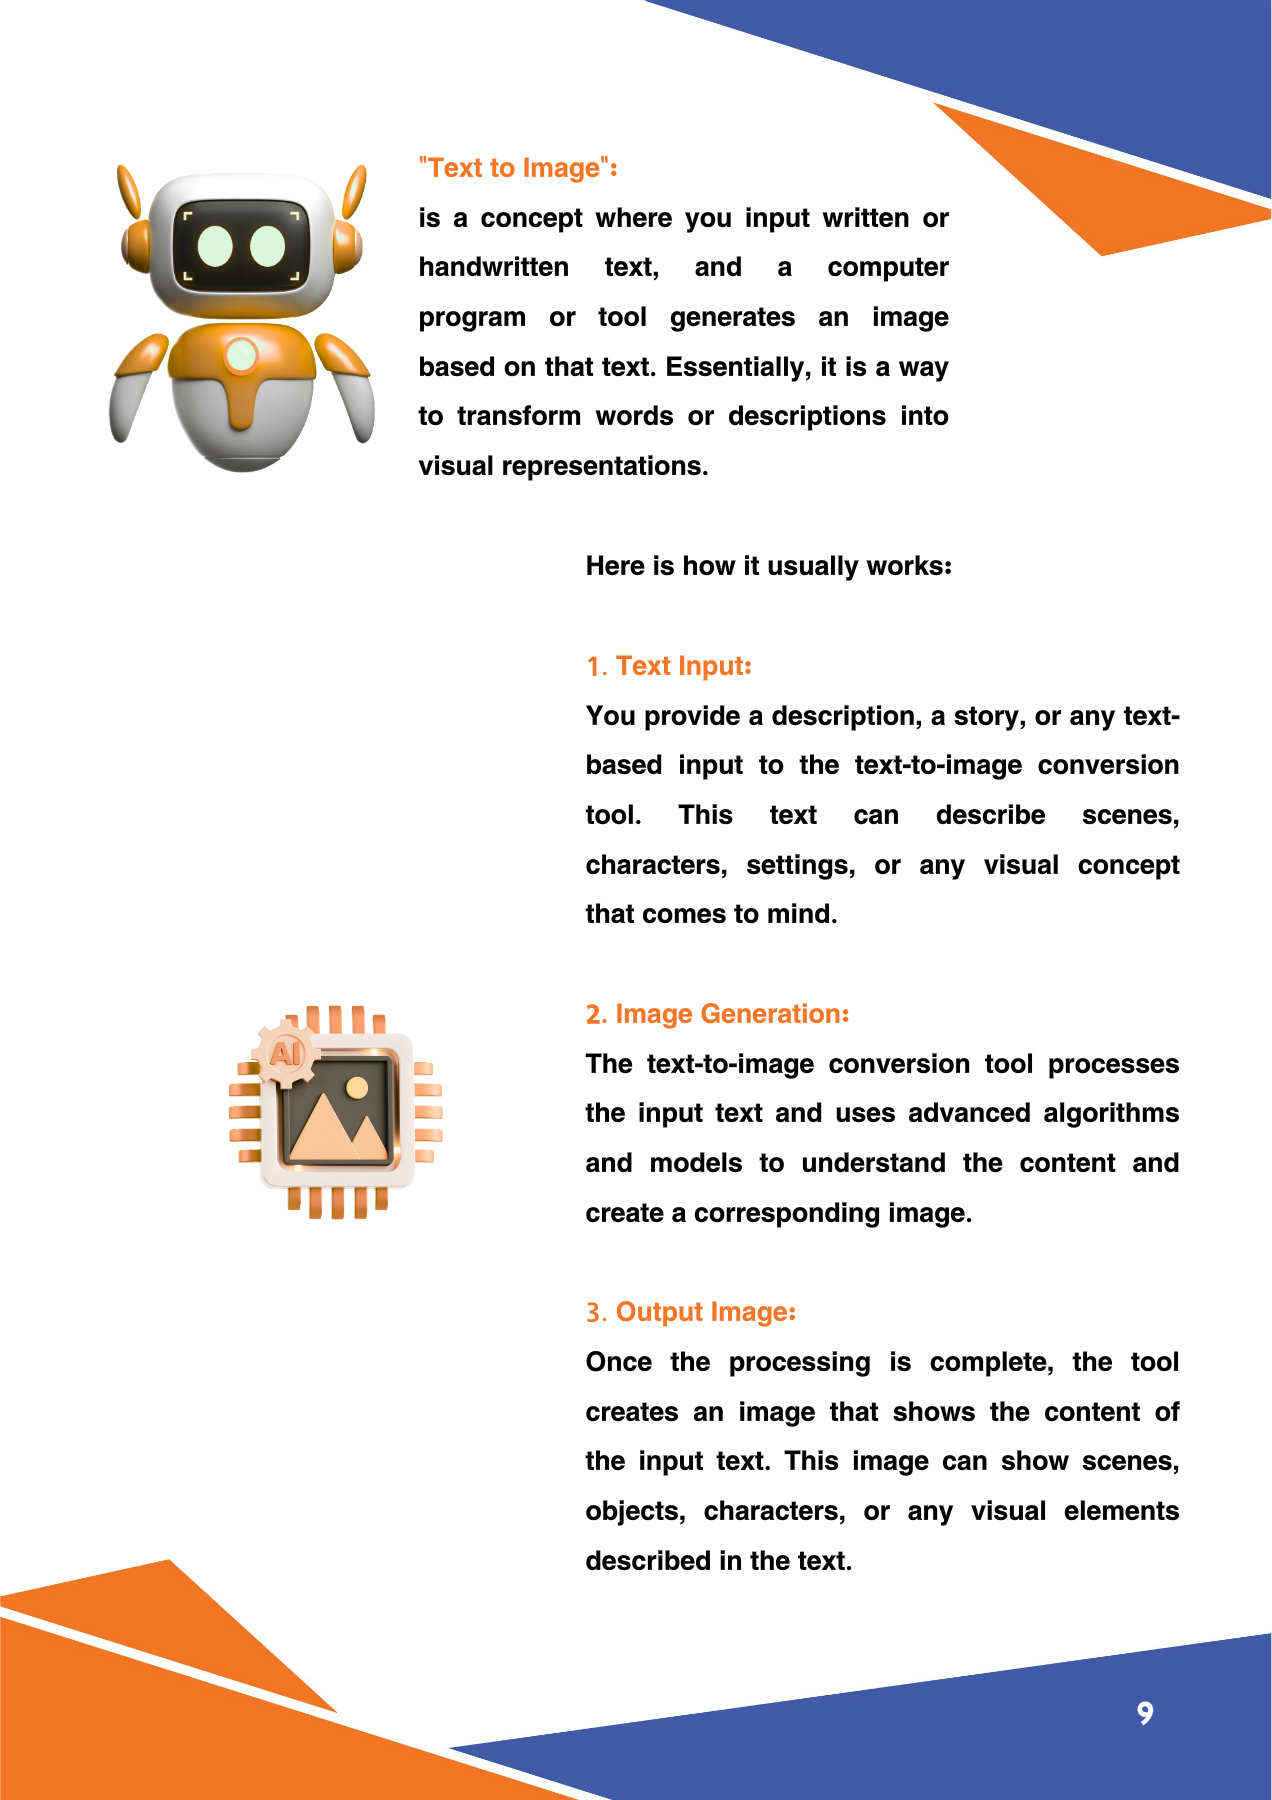 "Text to Image":
is a concept where you input written or
handwritten text, and a computer
program or tool generates an image
based on that text. Essentially, it is a way
to transform words or descriptions into
visual representations.
Here is how it usually works:
1. Text Input:
You provide a description, a story, or any text-
based input to the text-to-image conversion
tool. This text can describe scenes,
characters, settings, or any visual concept
that comes to mind.
AI
2. Image Generation:
The text-to-image conversion tool processes
the input text and uses advanced algorithms
and models to understand the content and
create a corresponding image.
3. Output Image:
Once the processing is complete, the tool
creates an image that shows the content of
the input text. This image can show scenes,
objects, characters, or any visual elements
described in the text.
9